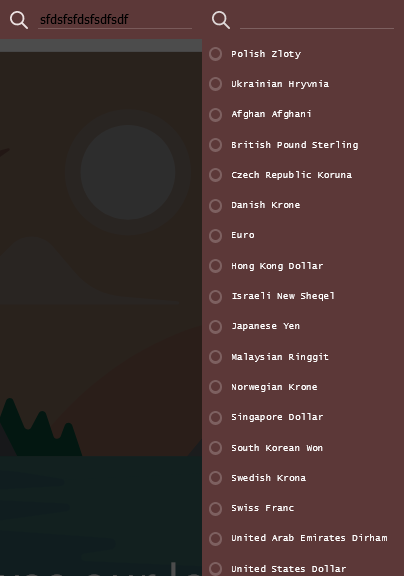 sfdsfsfdsfsdfsdf
Polish Zloty
Ukrainian Hryvnia
Afghan Afghani
British Pound Sterling
Czech Republic Koruna
Danish Krone
Euro
Hong Kong Dollar
Israeli New Sheqel
Japanese Yen
Malaysian Ringgit
Norwegian Krone
Singapore Dollar
South Korean Won
Swedish Krona
Swiss Franc
United Arab Emirates Dirham
United States Dollar